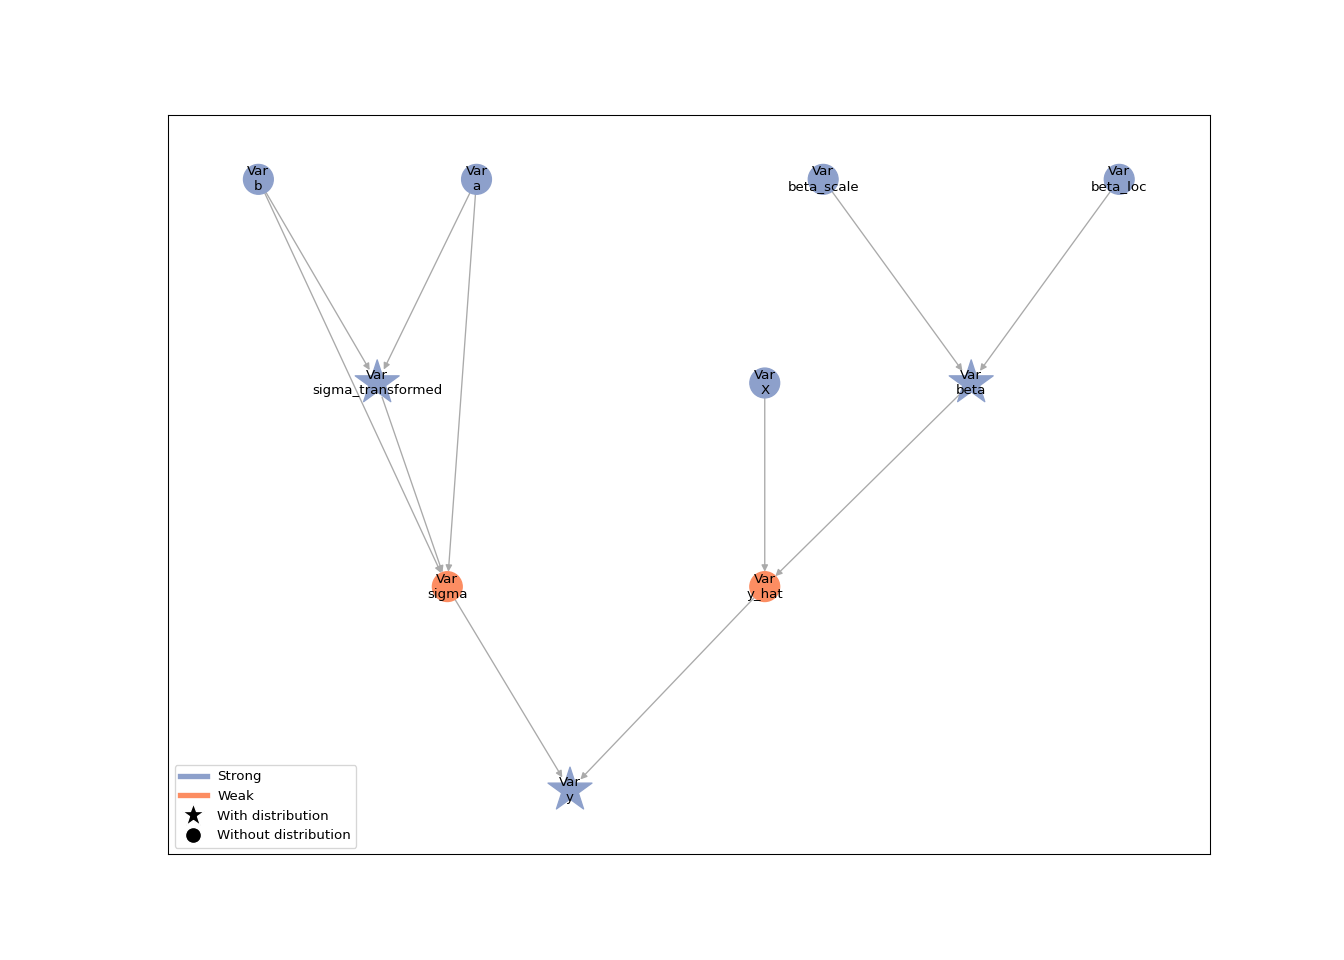 Var
b
Var
a
Var
beta_scale
Var
beta_loc
Var
sigma_transformed
Var
X
Var
beta
Var
sigma
Var
y_hat
Var
y
Strong
Weak
With distribution
Without distribution